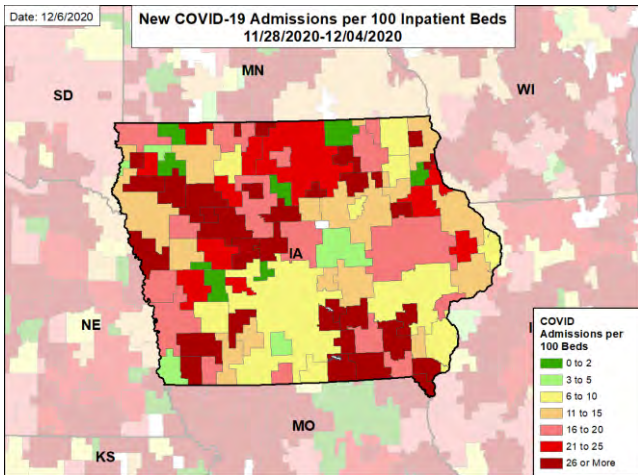 Date: 12/6/2020
New COVID-19 Admissions per 100 Inpatient Beds
11/28/2020-12/04/2020
MN
WI
SD
IA
NE
I
MO
KS
COVID
Admissions per
100 Beds
0 to 2
3 to 5
6 to 10
11 to 15
16 to 20
21 to 25
26 or More